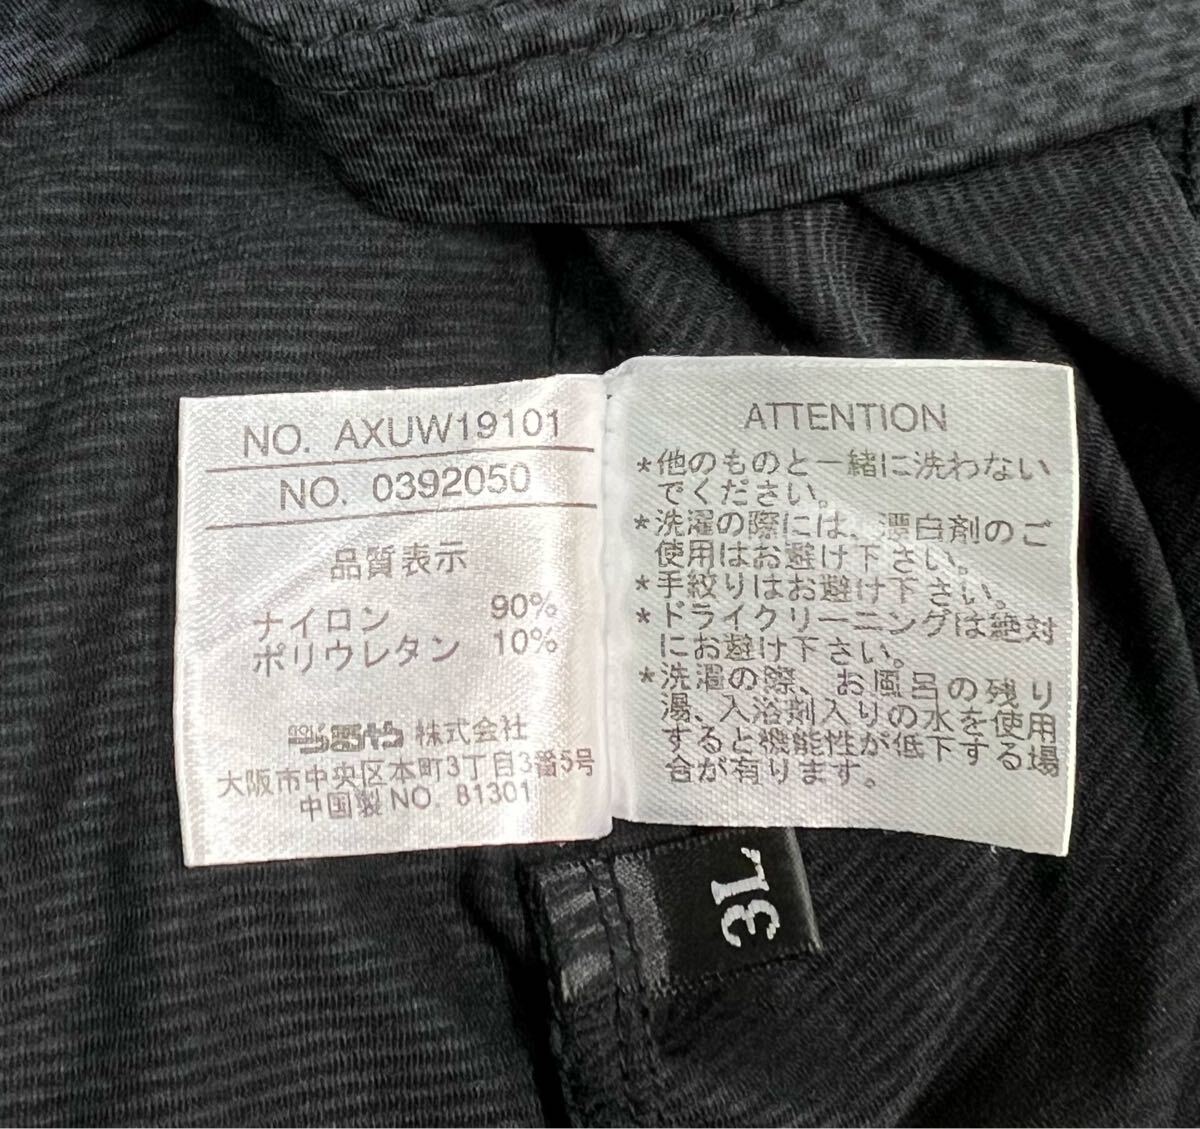 NO. AXUW19101
NO. 0392050
品質表示
ナイロン 90%
ポリウレタン 10%
株式会社
大阪市中央区本町3丁目3番5号
中国製NO. 81301
ATTENTION
*他のものと一緒に洗わない
でください。
*洗濯の際には、漂白剤のご
使用はお避け下さい。
*手絞りはお避け下さい。
*ドライクリーニングは絶対
にお避け下さい。
*洗濯の際、お風呂の残り
湯、入浴剤入りの水を使用
すると機能性が低下する場
合が有ります。
3L